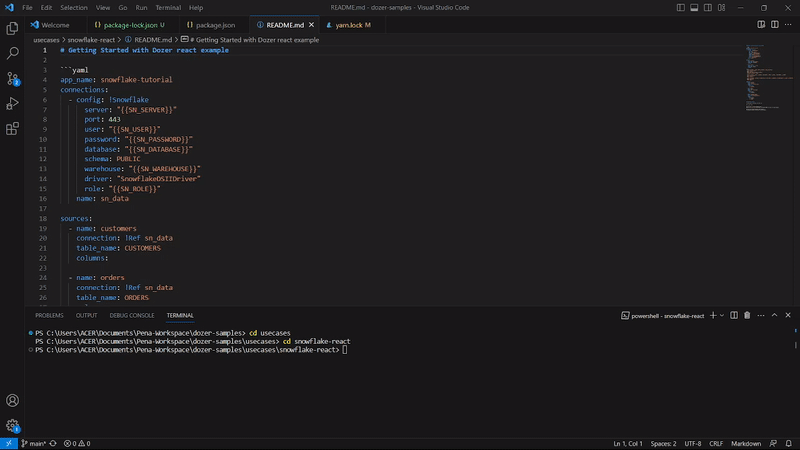 File Edit Selection View Go Run Terminal Help README.md - dozer-samples - Visual Studio Code
Welcome package-lock.json U package.json README.md yarn.lock M
usecases > snowflake-react > README.md > # Getting Started with Dozer react example
1 # Getting Started with Dozer react example
2
3 ```yaml
4 app_name: snowflake-tutorial
5 connections:
6 - config: !Snowflake
7 server: "{{SN_SERVER}}"
8 port: 443
9 user: "{{SN_USER}}"
10 password: "{{SN_PASSWORD}}"
11 database: "{{SN_DATABASE}}"
12 schema: PUBLIC
13 warehouse: "{{SN_WAREHOUSE}}"
14 driver: "SnowflakeDSIIDriver"
15 role: "{{SN_ROLE}}"
16 name: sn_data
17
18 sources:
19 - name: customers
20 connection: !Ref sn_data
21 table_name: CUSTOMERS
22 columns:
23
24 - name: orders
25 connection: !Ref sn_data
26 table_name: ORDERS
PROBLEMS OUTPUT DEBUG CONSOLE TERMINAL powershell - snowflake-react
PS C:\Users\ACER\Documents\Pena-Workspace\dozer-samples> cd usecases
PS C:\Users\ACER\Documents\Pena-Workspace\dozer-samples\usecases> cd snowflake-react
PS C:\Users\ACER\Documents\Pena-Workspace\dozer-samples\usecases\snowflake-react>
main* 0 0 Ln 1, Col 1 Spaces: 2 UTF-8 CRLF Markdown